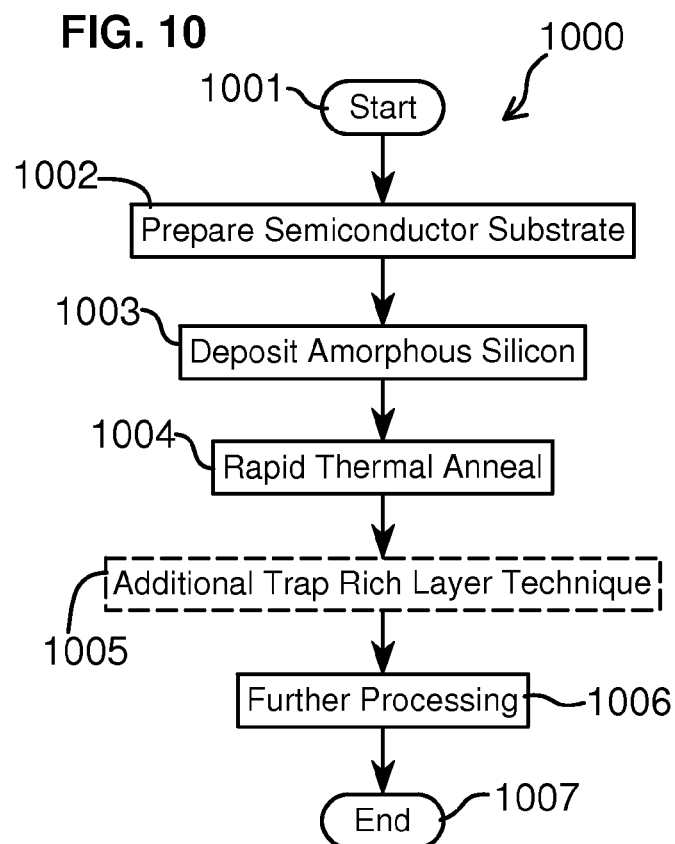 FIG. 10
1000
1001
Start
1002
Prepare Semiconductor Substrate
1003
Deposit Amorphous Silicon
1004
Rapid Thermal Anneal
Additional Trap Rich Layer Technique
1005
Further Processing
1006
End
1007